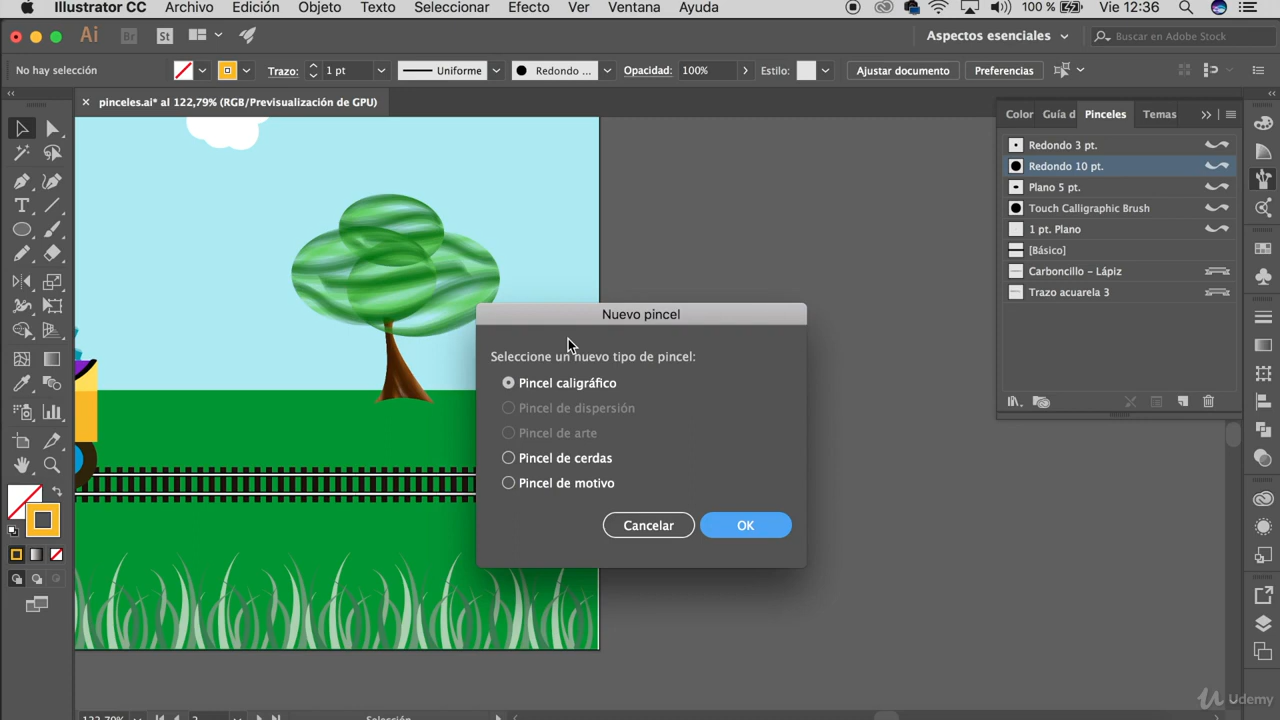 Illustrator CC Archivo Edición Objeto Texto Seleccionar Efecto Ver Ventana Ayuda 100 % Vie 12:36
Ai Br St Aspectos esenciales Buscar en Adobe Stock
No hay selección Trazo: 1 pt Uniforme Redondo ... Opacidad: 100% Estilo: Ajustar documento Preferencias
pinceles.ai* al 122,79% (RGB/Previsualización de GPU)
Color Guía d Pinceles Temas
Redondo 3 pt.
Redondo 10 pt.
Plano 5 pt.
Touch Calligraphic Brush
1 pt. Plano
[Básico]
Carboncillo - Lápiz
Trazo acuarela 3
Nuevo pincel
Seleccione un nuevo tipo de pincel:
Pincel caligráfico
Pincel de dispersión
Pincel de arte
Pincel de cerdas
Pincel de motivo
Cancelar OK
122,79% 2 Selección
Udemy